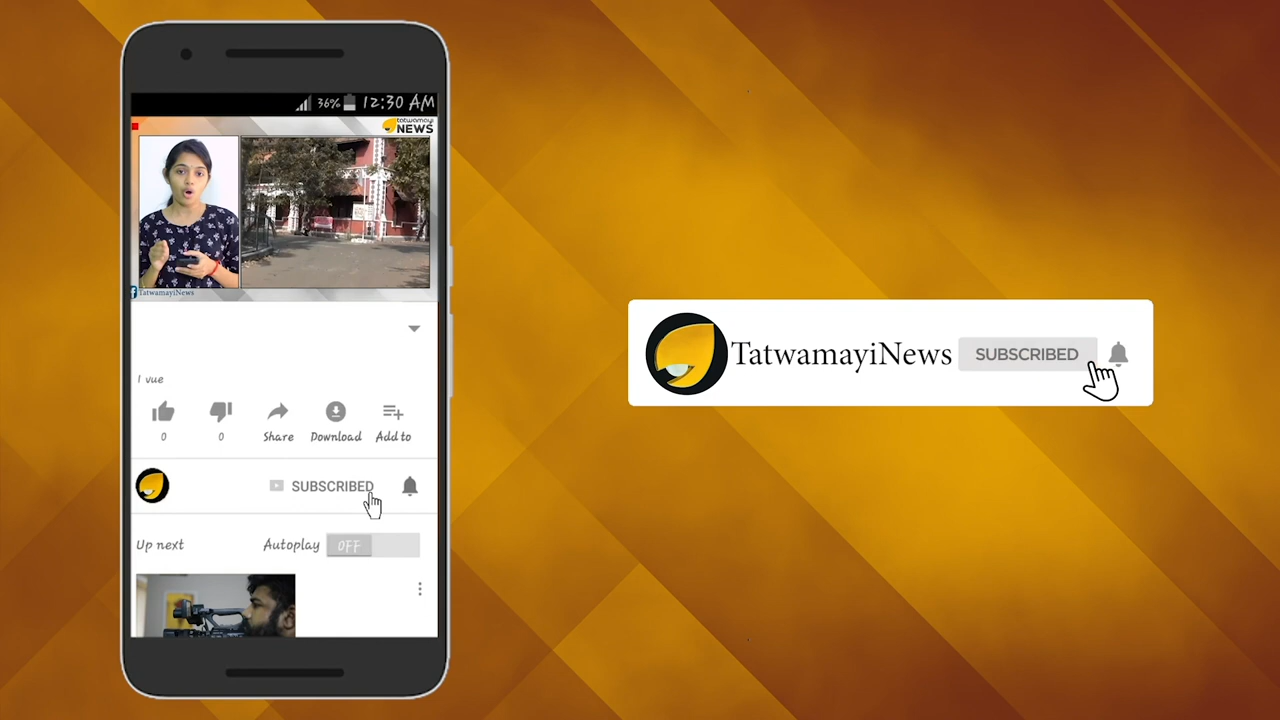 36% 12:30 AM
tatwamayi
NEWS
TatwamayiNews
1 vue
0 0 Share Download Add to
SUBSCRIBED
Up next Autoplay OFF
TatwamayiNews SUBSCRIBED